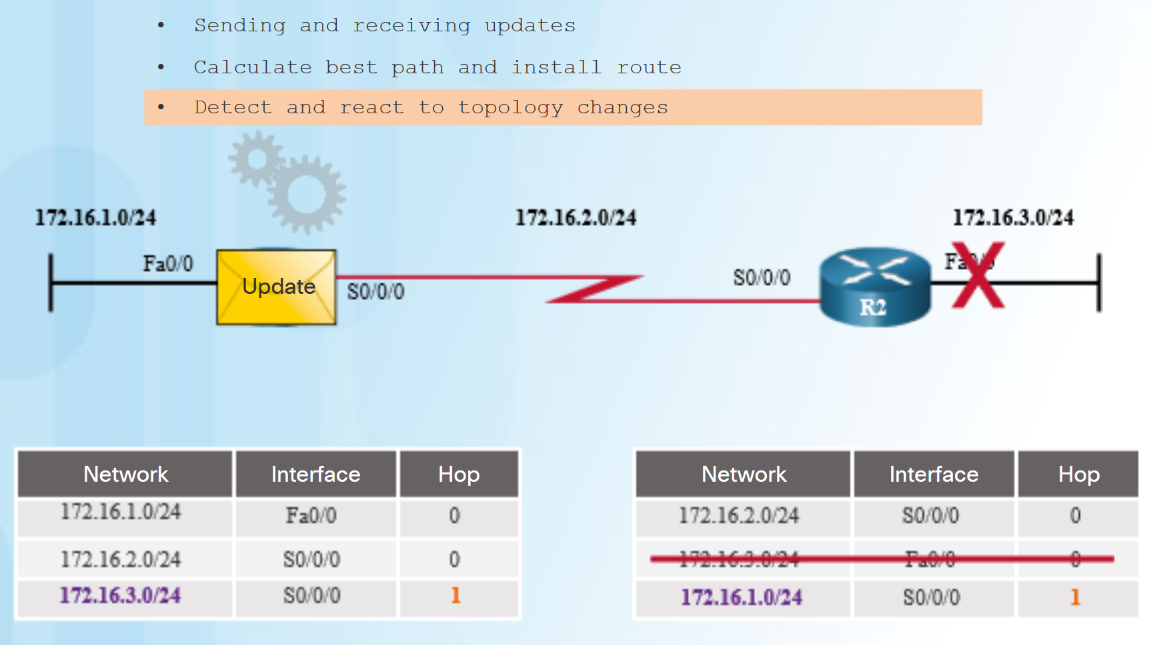 • Sending and receiving updates
• Calculate best path and install route
• Detect and react to topology changes
172.16.1.0/24 172.16.2.0/24 172.16.3.0/24
Fa0/0 Update S0/0/0 S0/0/0 R2 Fa0/0
Network Interface Hop
172.16.1.0/24 Fa0/0 0
172.16.2.0/24 S0/0/0 0
172.16.3.0/24 S0/0/0 1
Network Interface Hop
172.16.2.0/24 S0/0/0 0
172.16.3.0/24 Fa0/0 0
172.16.1.0/24 S0/0/0 1